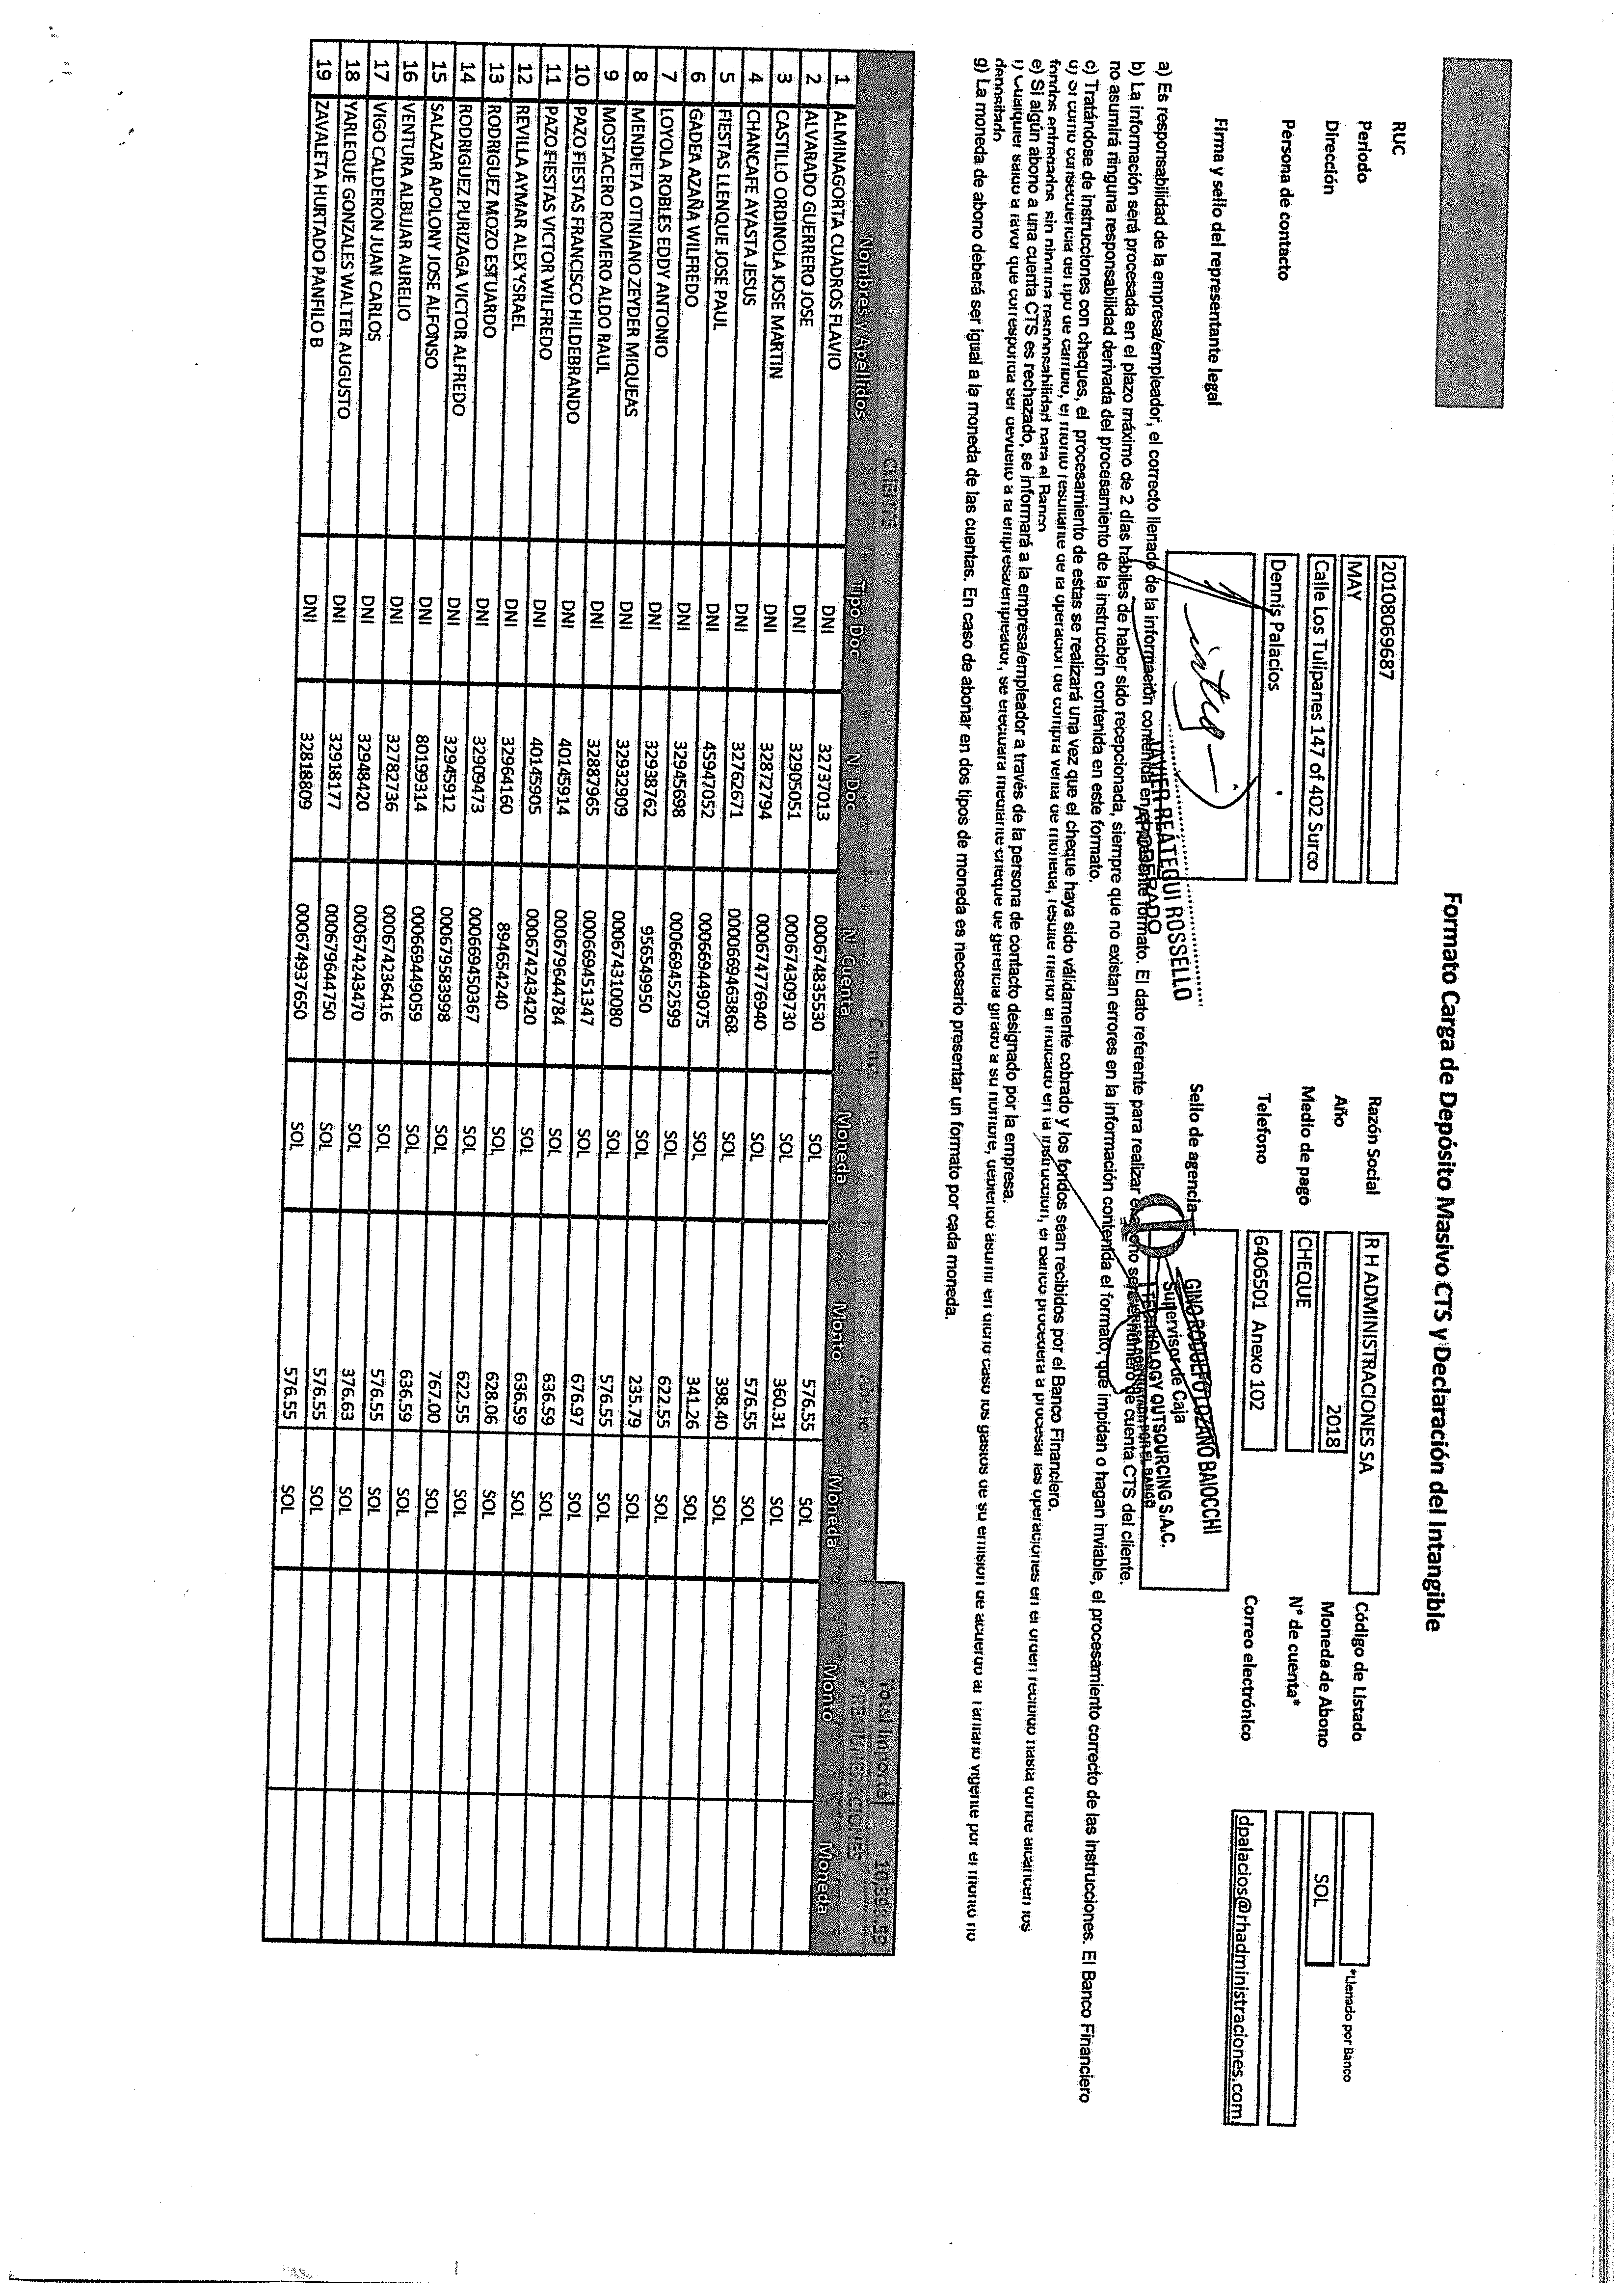 Formato Carga de Depósito Masivo CTS y Declaración del Intangible
RUC 20108069687 Razón Social R H ADMINISTRACIONES SA Código de Listado *Llenado por Banco
Periodo MAY Año 2018 Moneda de Abono SOL
Dirección Calle Los Tulipanes 147 of 402 Surco Medio de pago CHEQUE N° de cuenta*
Persona de contacto Dennis Palacios Telefono 6406501 Anexo 102 Correo electrónico dpalacios@rhadministraciones.com
Firma y sello del representante legal Sello de agencia
JAVIER REATEGUI ROSSELLO
APODERADO
GINO RODOLFO LOZANO BAIOCCHI
Supervisor de Caja
TECHNOLOGY OUTSOURCING S.A.C.
a) Es responsabilidad de la empresa/empleador, el correcto llenado de la información contenida en el presente formato. El dato referente para realizar el abono será el número de cuenta CTS del cliente.
b) La información será procesada en el plazo máximo de 2 días hábiles de haber sido recepcionada, siempre que no existan errores en la información contenida el formato, que impidan o hagan inviable, el procesamiento correcto de las instrucciones. El Banco Financiero
no asumirá ninguna responsabilidad derivada del procesamiento de la instrucción contenida en este formato.
c) Tratándose de instrucciones con cheques, el procesamiento de estas se realizará una vez que el cheque haya sido válidamente cobrado y los fondos sean recibidos por el Banco Financiero.
d) Si como consecuencia del tipo de cambio, el monto resultante de la operación de compra venta de moneda, resulte menor al indicado en la instrucción, el Banco procederá a procesar las operaciones en el orden recibido hasta donde alcancen los
fondos entregados, sin ninguna responsabilidad para el Banco
e) Si algún abono a una cuenta CTS es rechazado, se informará a la empresa/empleador a través de la persona de contacto designado por la empresa.
f) Cualquier saldo a favor que corresponda ser devuelto a la empresa/empleador, se efectuará mediante cheque de gerencia girado a su nombre, debiendo asumir en dicho caso los gastos de su emisión de acuerdo al Tarifario vigente por el monto no
depositado
g) La moneda de abono deberá ser igual a la moneda de las cuentas. En caso de abonar en dos tipos de moneda es necesario presentar un formato por cada moneda.
Total Importe 10,398.59
CLIENTE Cuenta Abono REMUNERACIONES
Nombres y Apellidos Tipo Doc N° Doc N° Cuenta Moneda Monto Moneda Monto Moneda
1 ALMINAGORTA CUADROS FLAVIO DNI 32737013 000674835530 SOL 576.55 SOL
2 ALVARADO GUERRERO JOSE DNI 32905051 000674309730 SOL 360.31 SOL
3 CASTILLO ORDINOLA JOSE MARTIN DNI 32872794 000674776940 SOL 576.55 SOL
4 CHANCAFE AYASTA JESUS DNI 32762671 0000669463868 SOL 398.40 SOL
5 FIESTAS LLENQUE JOSE PAUL DNI 45947052 000669449075 SOL 341.26 SOL
6 GADEA AZAÑA WILFREDO DNI 32945698 000669452599 SOL 622.55 SOL
7 LOYOLA ROBLES EDDY ANTONIO DNI 32938762 956549950 SOL 235.79 SOL
8 MENDIETA OTINIANO ZEYDER MIQUEAS DNI 32932909 000674310080 SOL 576.55 SOL
9 MOSTACERO ROMERO ALDO RAUL DNI 32887965 000669451347 SOL 676.97 SOL
10 PAZO FIESTAS FRANCISCO HILDEBRANDO DNI 40145914 000679644784 SOL 636.59 SOL
11 PAZO FIESTAS VICTOR WILFREDO DNI 40145905 000674243420 SOL 636.59 SOL
12 REVILLA AYMAR ALEX YSRAEL DNI 32964160 894654240 SOL 628.06 SOL
13 RODRIGUEZ MOZO ESTUARDO DNI 32909473 000669450367 SOL 622.55 SOL
14 RODRIGUEZ PURIZAGA VICTOR ALFREDO DNI 32945912 000679583998 SOL 767.00 SOL
15 SALAZAR APOLONY JOSE ALFONSO DNI 80199314 000669449059 SOL 636.59 SOL
16 VENTURA ALBUJAR AURELIO DNI 32782736 000674236416 SOL 576.55 SOL
17 VIGO CALDERON JUAN CARLOS DNI 32948420 000674243470 SOL 376.63 SOL
18 YARLEQUE GONZALES WALTER AUGUSTO DNI 32918177 000679644750 SOL 576.55 SOL
19 ZAVALETA HURTADO PANFILO B DNI 32818809 000674937650 SOL 576.55 SOL